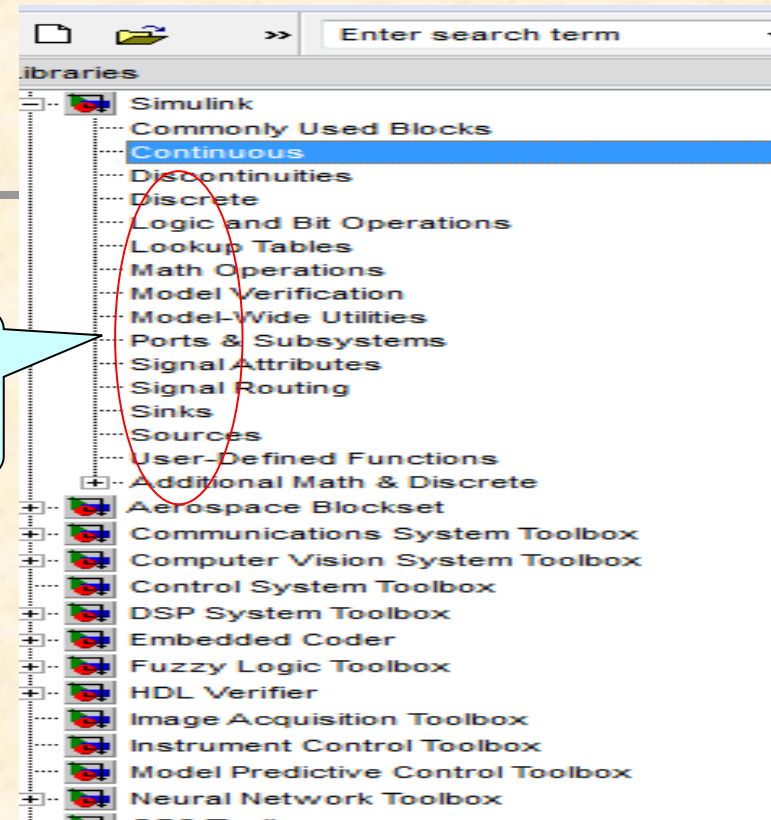 » Enter search term
ibraries
Simulink
Commonly Used Blocks
Continuous
Discontinuities
Discrete
Logic and Bit Operations
Lookup Tables
Math Operations
Model Verification
Model-Wide Utilities
Ports & Subsystems
Signal Attributes
Signal Routing
Sinks
Sources
User-Defined Functions
Additional Math & Discrete
Aerospace Blockset
Communications System Toolbox
Computer Vision System Toolbox
Control System Toolbox
DSP System Toolbox
Embedded Coder
Fuzzy Logic Toolbox
HDL Verifier
Image Acquisition Toolbox
Instrument Control Toolbox
Model Predictive Control Toolbox
Neural Network Toolbox